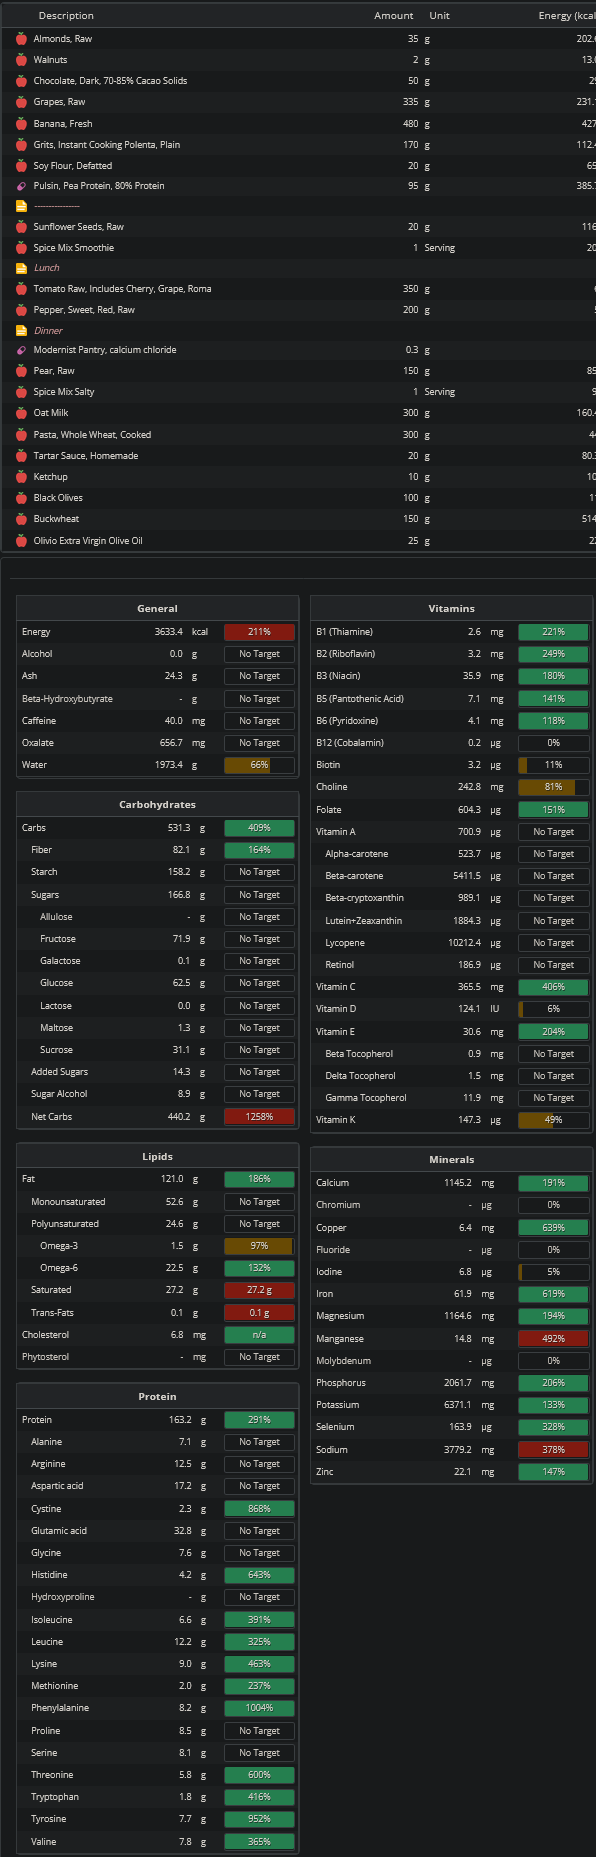 Description Amount Unit Energy (kcal
Almonds, Raw 35 g 202.
Walnuts 2 g 13.
Chocolate, Dark, 70-85% Cacao Solids 50 g 2
Grapes, Raw 335 g 231.
Banana, Fresh 480 g 427
Grits, Instant Cooking Polenta, Plain 170 g 112.
Soy Flour, Defatted 20 g 65
Pulsin, Pea Protein, 80% Protein 95 g 385.
----------------
Sunflower Seeds, Raw 20 g 116
Spice Mix Smoothie 1 Serving 20
Lunch
Tomato Raw, Includes Cherry, Grape, Roma 350 g
Pepper, Sweet, Red, Raw 200 g
Dinner
Modernist Pantry, calcium chloride 0.3 g
Pear, Raw 150 g 85
Spice Mix Salty 1 Serving 9
Oat Milk 300 g 160.
Pasta, Whole Wheat, Cooked 300 g 44
Tartar Sauce, Homemade 20 g 80.
Ketchup 10 g 10
Black Olives 100 g 1
Buckwheat 150 g 514
Olivio Extra Virgin Olive Oil 25 g 2
General
Energy 3633.4 kcal 211%
Alcohol 0.0 g No Target
Ash 24.3 g No Target
Beta-Hydroxybutyrate - g No Target
Caffeine 40.0 mg No Target
Oxalate 656.7 mg No Target
Water 1973.4 g 66%
Carbohydrates
Carbs 531.3 g 409%
Fiber 82.1 g 164%
Starch 158.2 g No Target
Sugars 166.8 g No Target
Allulose - g No Target
Fructose 71.9 g No Target
Galactose 0.1 g No Target
Glucose 62.5 g No Target
Lactose 0.0 g No Target
Maltose 1.3 g No Target
Sucrose 31.1 g No Target
Added Sugars 14.3 g No Target
Sugar Alcohol 8.9 g No Target
Net Carbs 440.2 g 1258%
Lipids
Fat 121.0 g 186%
Monounsaturated 52.6 g No Target
Polyunsaturated 24.6 g No Target
Omega-3 1.5 g 97%
Omega-6 22.5 g 132%
Saturated 27.2 g 27.2 g
Trans-Fats 0.1 g 0.1 g
Cholesterol 6.8 mg n/a
Phytosterol - mg No Target
Protein
Protein 163.2 g 291%
Alanine 7.1 g No Target
Arginine 12.5 g No Target
Aspartic acid 17.2 g No Target
Cystine 2.3 g 868%
Glutamic acid 32.8 g No Target
Glycine 7.6 g No Target
Histidine 4.2 g 643%
Hydroxyproline - g No Target
Isoleucine 6.6 g 391%
Leucine 12.2 g 325%
Lysine 9.0 g 463%
Methionine 2.0 g 237%
Phenylalanine 8.2 g 1004%
Proline 8.5 g No Target
Serine 8.1 g No Target
Threonine 5.8 g 600%
Tryptophan 1.8 g 416%
Tyrosine 7.7 g 952%
Valine 7.8 g 365%
Vitamins
B1 (Thiamine) 2.6 mg 221%
B2 (Riboflavin) 3.2 mg 249%
B3 (Niacin) 35.9 mg 180%
B5 (Pantothenic Acid) 7.1 mg 141%
B6 (Pyridoxine) 4.1 mg 118%
B12 (Cobalamin) 0.2 µg 0%
Biotin 3.2 µg 11%
Choline 242.8 mg 81%
Folate 604.3 µg 151%
Vitamin A 700.9 µg No Target
Alpha-carotene 523.7 µg No Target
Beta-carotene 5411.5 µg No Target
Beta-cryptoxanthin 989.1 µg No Target
Lutein+Zeaxanthin 1884.3 µg No Target
Lycopene 10212.4 µg No Target
Retinol 186.9 µg No Target
Vitamin C 365.5 mg 406%
Vitamin D 124.1 IU 6%
Vitamin E 30.6 mg 204%
Beta Tocopherol 0.9 mg No Target
Delta Tocopherol 1.5 mg No Target
Gamma Tocopherol 11.9 mg No Target
Vitamin K 147.3 µg 49%
Minerals
Calcium 1145.2 mg 191%
Chromium - µg 0%
Copper 6.4 mg 639%
Fluoride - µg 0%
Iodine 6.8 µg 5%
Iron 61.9 mg 619%
Magnesium 1164.6 mg 194%
Manganese 14.8 mg 492%
Molybdenum - µg 0%
Phosphorus 2061.7 mg 206%
Potassium 6371.1 mg 133%
Selenium 163.9 µg 328%
Sodium 3779.2 mg 378%
Zinc 22.1 mg 147%